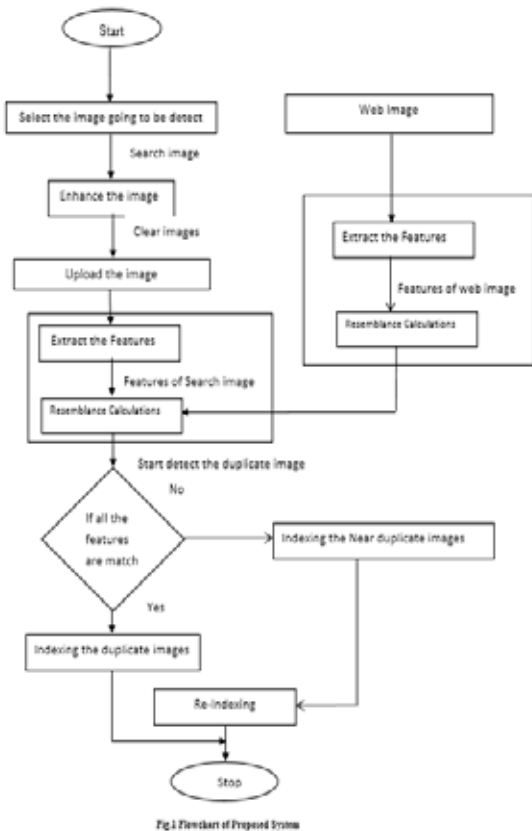 Start
Select the image going to be detect
Web Image
Search image
Enhance the image
Extract the Features
Clear images
Upload the image
Features of web image
Extract the Features
Resemblance Calculations
Features of Search image
Resemblance Calculations
Start detect the duplicate image
No
If all the
features
are match
Indexing the Near duplicate images
Yes
Indexing the duplicate images
Re-Indexing
Stop
Fig.1 Flowchart of Proposed System